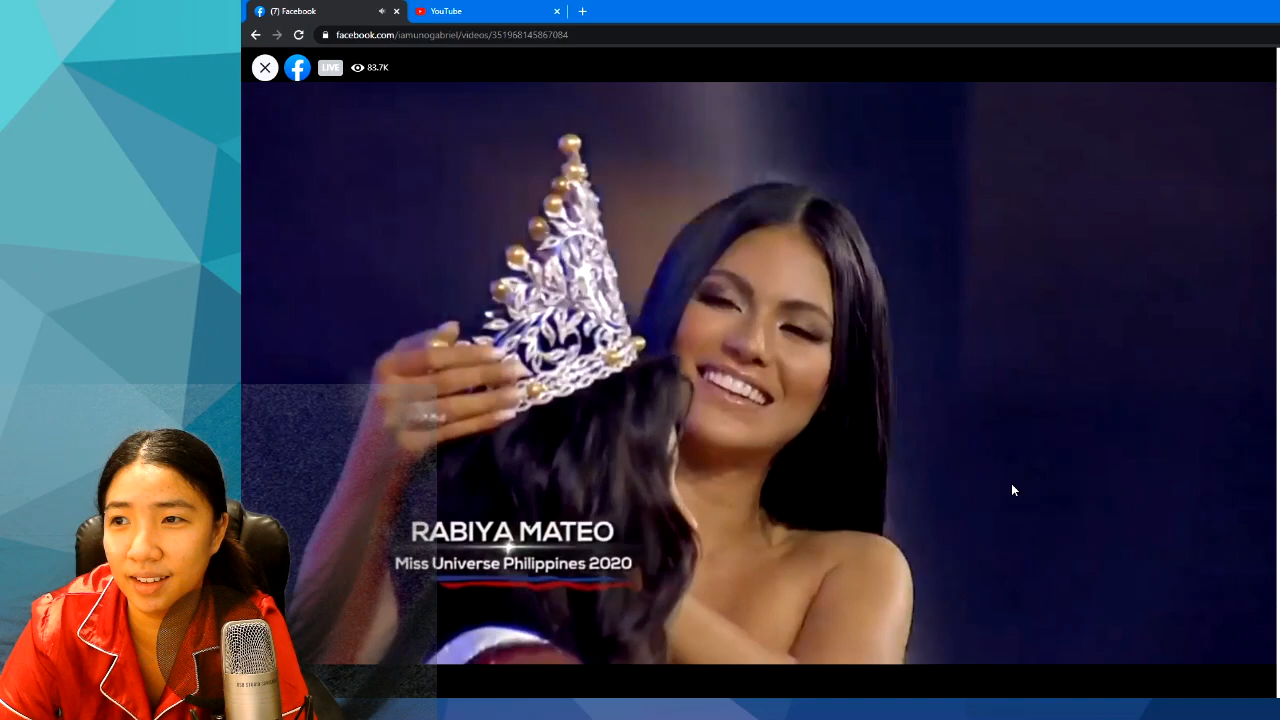 (7) Facebook
YouTube
facebook.com/iamunogabriel/videos/351968145867084
LIVE 83.7K
RABIYA MATEO
Miss Universe Philippines 2020